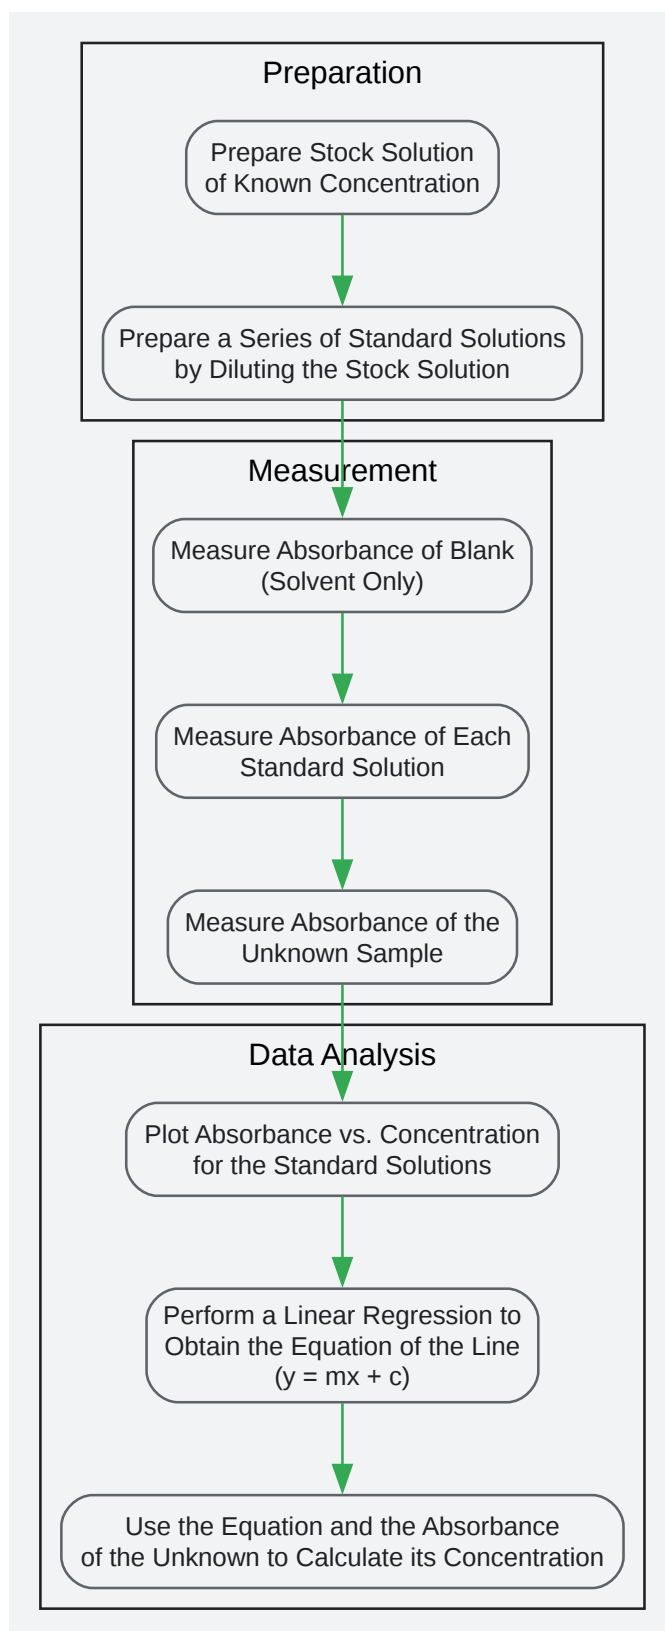 Preparation
Prepare Stock Solution
of Known Concentration
Prepare a Series of Standard Solutions
by Diluting the Stock Solution
Measurement
Measure Absorbance of Blank
(Solvent Only)
Measure Absorbance of Each
Standard Solution
Measure Absorbance of the
Unknown Sample
Data Analysis
Plot Absorbance vs. Concentration
for the Standard Solutions
Perform a Linear Regression to
Obtain the Equation of the Line
(y = mx + c)
Use the Equation and the Absorbance
of the Unknown to Calculate its Concentration